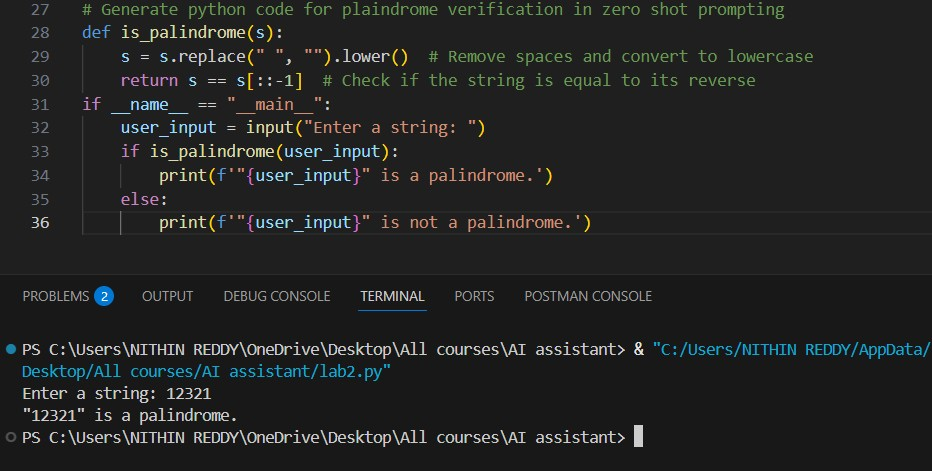 27 # Generate python code for plaindrome verification in zero shot prompting
28 def is_palindrome(s):
29     s = s.replace(" ", "").lower()  # Remove spaces and convert to lowercase
30     return s == s[::-1]  # Check if the string is equal to its reverse
31 if __name__ == "__main__":
32     user_input = input("Enter a string: ")
33     if is_palindrome(user_input):
34         print(f'"{user_input}" is a palindrome.')
35     else:
36         print(f'"{user_input}" is not a palindrome.')
PROBLEMS 2 OUTPUT DEBUG CONSOLE TERMINAL PORTS POSTMAN CONSOLE
PS C:\Users\NITHIN REDDY\OneDrive\Desktop\All courses\AI assistant> & "C:/Users/NITHIN REDDY/AppData/
Desktop/All courses/AI assistant/lab2.py"
Enter a string: 12321
"12321" is a palindrome.
PS C:\Users\NITHIN REDDY\OneDrive\Desktop\All courses\AI assistant>